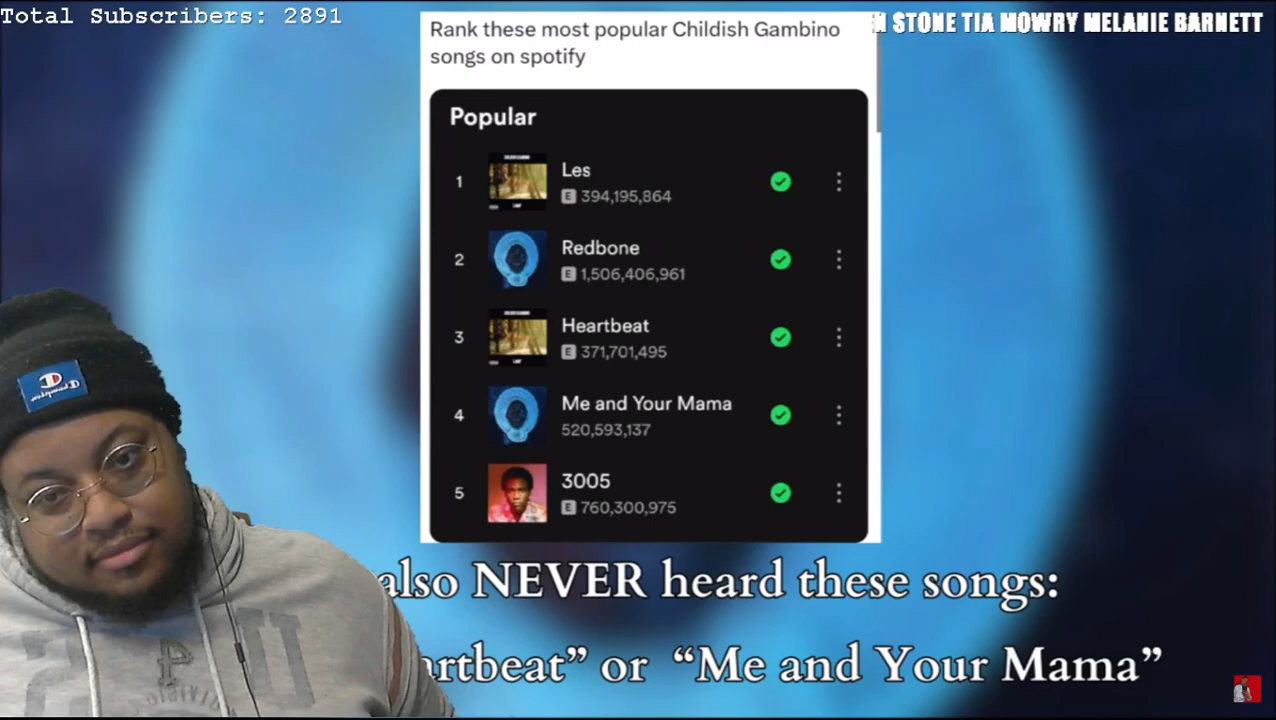 Total Subscribers: 2891
STONE TIA MOWRY MELANIE BARNETT
Rank these most popular Childish Gambino
songs on spotify
Popular
1
Les
E 394,195,864
2
Redbone
E 1,506,406,961
3
Heartbeat
E 371,701,495
4
Me and Your Mama
520,593,137
5
3005
E 760,300,975
also NEVER heard these songs:
artbeat” or “Me and Your Mama”
Champion